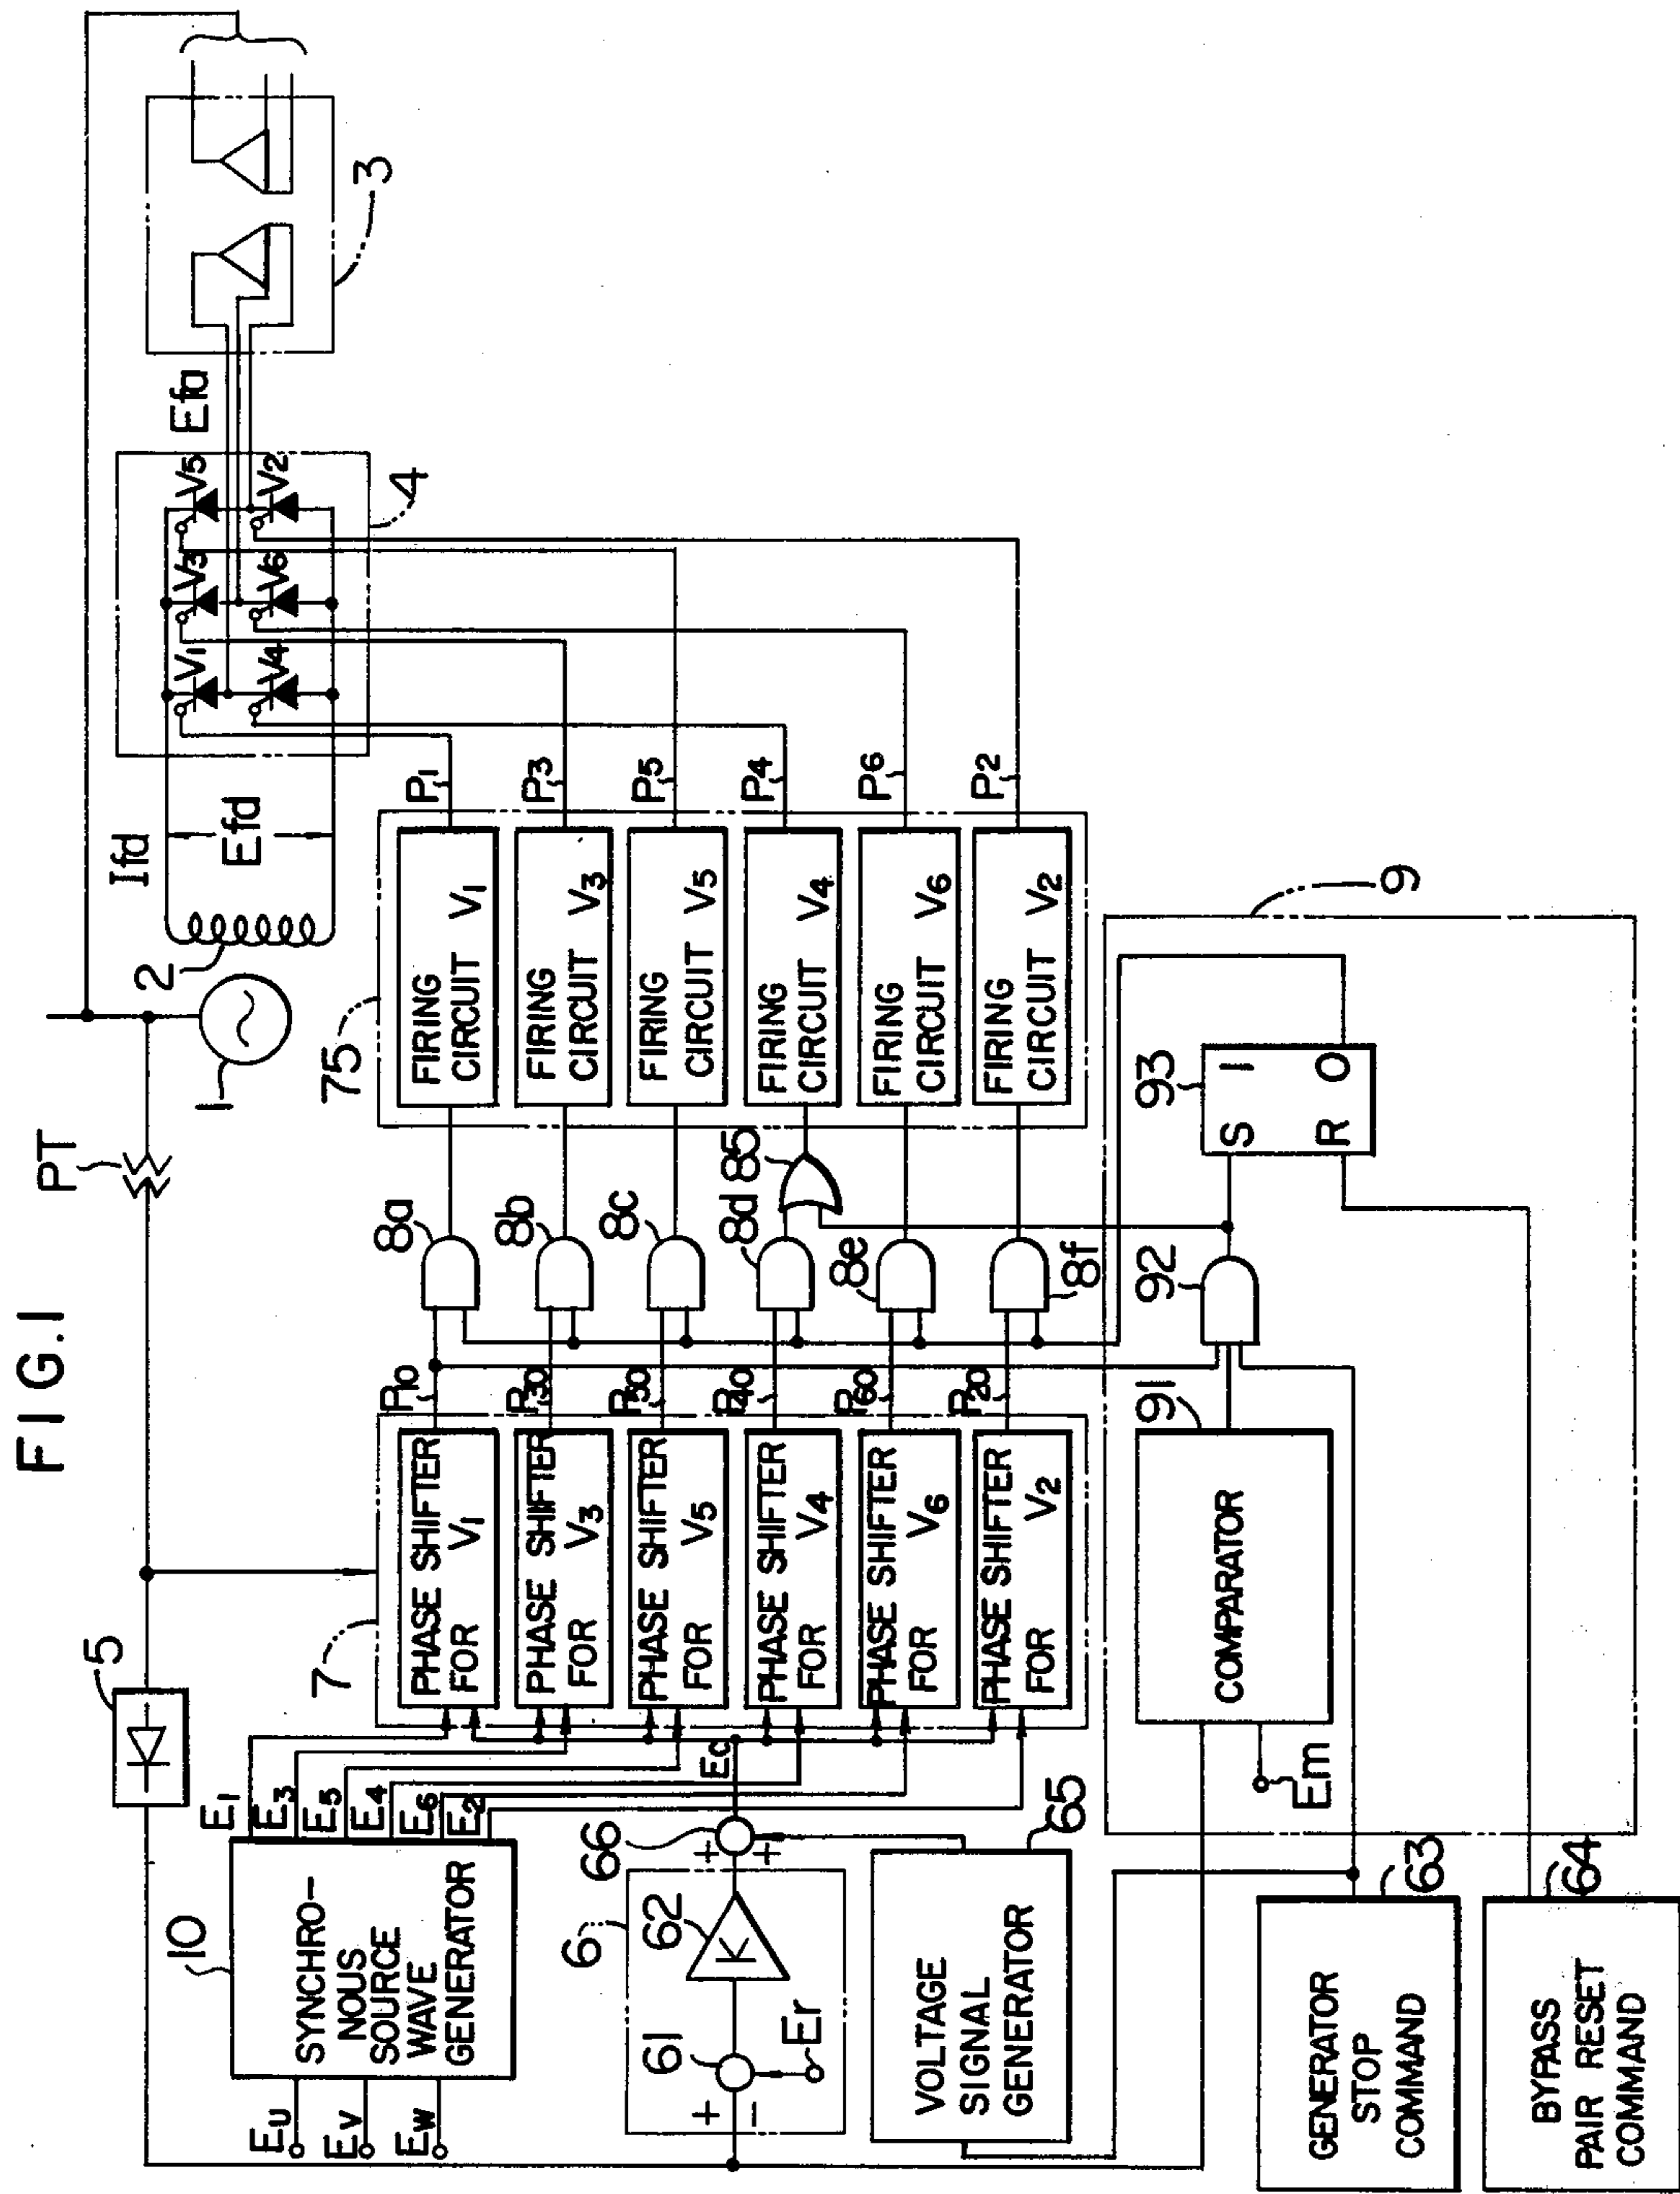 FIG.1
10
SYNCHRO-
NOUS
SOURCE
WAVE
GENERATOR
EU
EV
EW
E1
E3
E5
E4
E6
E2
5
PT
1
2
Ifd
Efd
Efa
3
4
V1
V3
V5
V4
V6
V2
7
PHASE SHIFTER
FOR V1
PHASE SHIFTER
FOR V3
PHASE SHIFTER
FOR V5
PHASE SHIFTER
FOR V4
PHASE SHIFTER
FOR V6
PHASE SHIFTER
FOR V2
P10
P30
P50
P40
P60
P20
8a
8b
8c
8d
8e
8f
85
75
FIRING
CIRCUIT V1
FIRING
CIRCUIT V3
FIRING
CIRCUIT V5
FIRING
CIRCUIT V4
FIRING
CIRCUIT V6
FIRING
CIRCUIT V2
P1
P3
P5
P4
P6
P2
6
61
62
K
+
-
Er
66
+
+
Ec
VOLTAGE
SIGNAL
GENERATOR
65
GENERATOR
STOP
COMMAND
63
BYPASS
PAIR RESET
COMMAND
64
COMPARATOR
91
Em
92
93
S 1
R 0
9